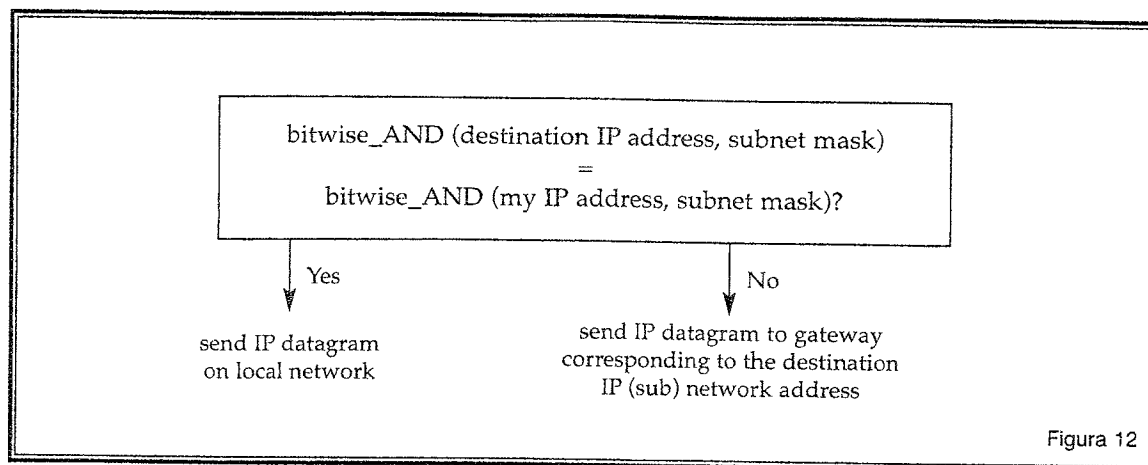 bitwise_AND (destination IP address, subnet mask)
=
bitwise_AND (my IP address, subnet mask)?
Yes
No
send IP datagram
on local network
send IP datagram to gateway
corresponding to the destination
IP (sub) network address
Figura 12